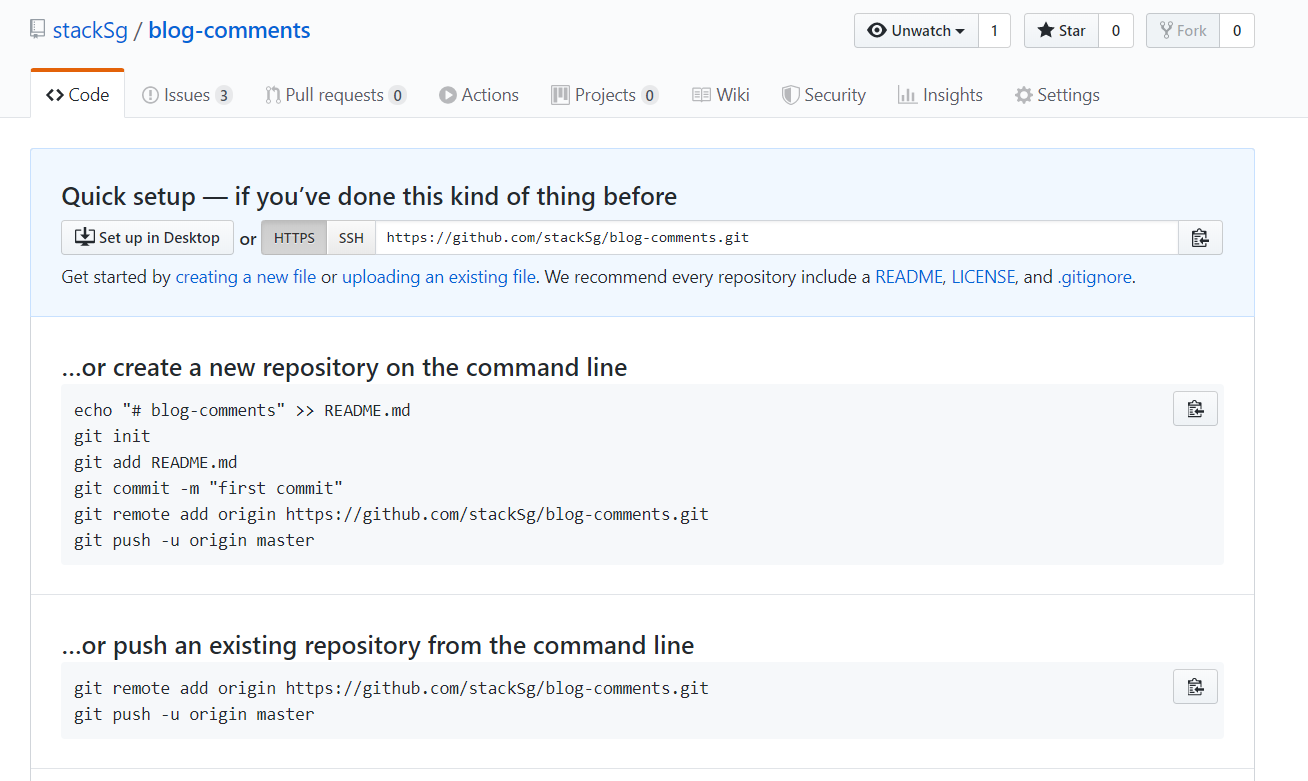 stackSg / blog-comments Unwatch 1 Star 0 Fork 0
Code Issues 3 Pull requests 0 Actions Projects 0 Wiki Security Insights Settings
Quick setup — if you’ve done this kind of thing before
Set up in Desktop or HTTPS SSH https://github.com/stackSg/blog-comments.git
Get started by creating a new file or uploading an existing file. We recommend every repository include a README, LICENSE, and .gitignore.
…or create a new repository on the command line
echo "# blog-comments" >> README.md
git init
git add README.md
git commit -m "first commit"
git remote add origin https://github.com/stackSg/blog-comments.git
git push -u origin master
…or push an existing repository from the command line
git remote add origin https://github.com/stackSg/blog-comments.git
git push -u origin master